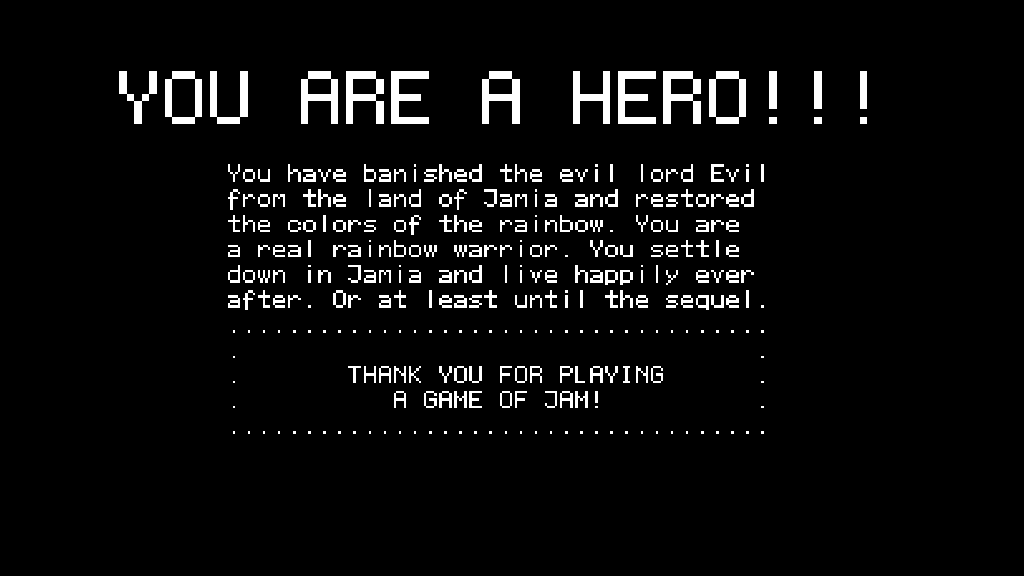 YOU ARE A HERO!!!
You have banished the evil lord Evil
from the land of Jamia and restored
the colors of the rainbow. You are
a real rainbow warrior. You settle
down in Jamia and live happily ever
after. Or at least until the sequel.
....................................
.                                  .
.       THANK YOU FOR PLAYING      .
.          A GAME OF JAM!          .
....................................